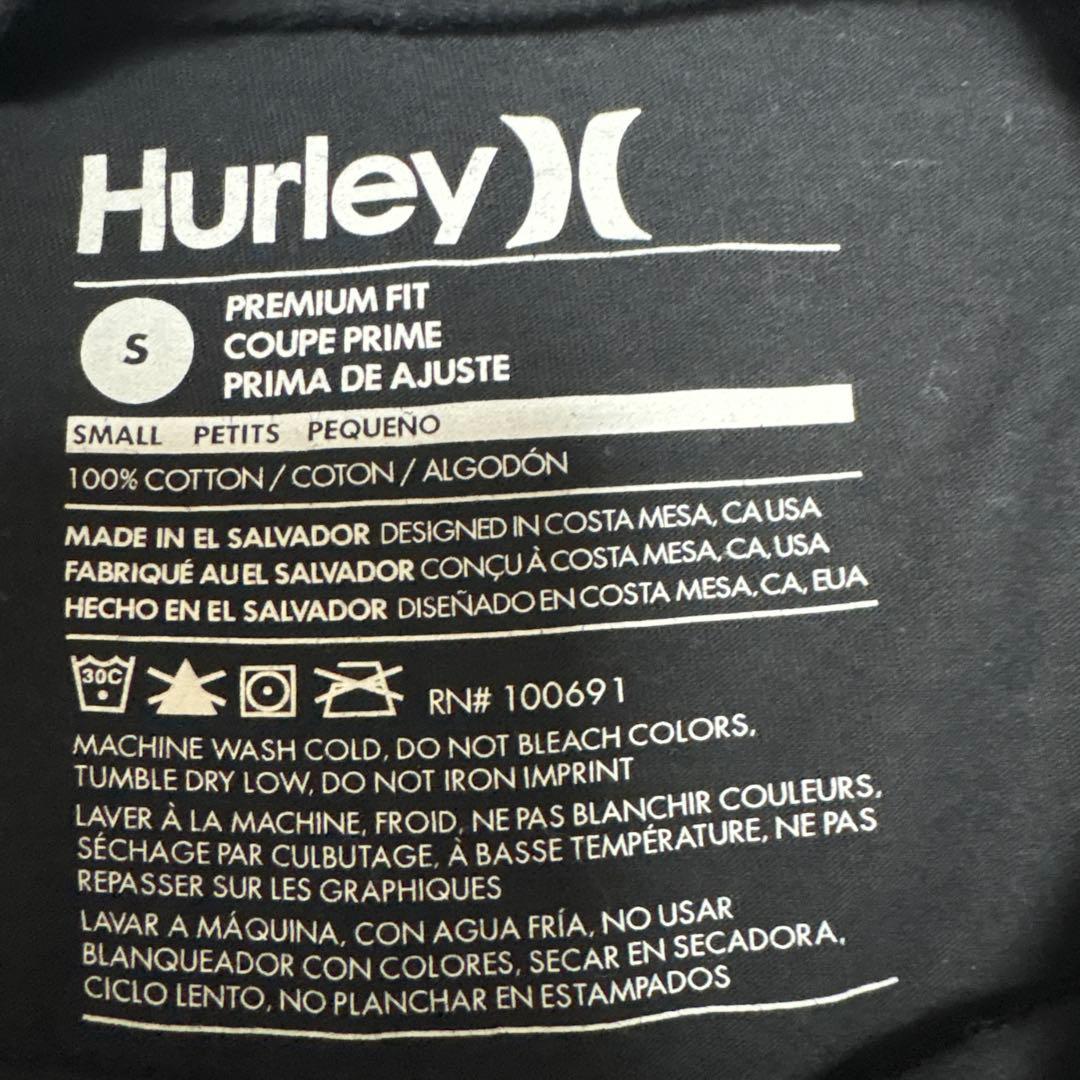 Hurley
S
PREMIUM FIT
COUPE PRIME
PRIMA DE AJUSTE
SMALL PETITS PEQUEÑO
100% COTTON / COTON / ALGODÓN
MADE IN EL SALVADOR DESIGNED IN COSTA MESA, CA USA
FABRIQUÉ AU EL SALVADOR CONÇU À COSTA MESA, CA, USA
HECHO EN EL SALVADOR DISEÑADO EN COSTA MESA, CA, EUA
30C
RN# 100691
MACHINE WASH COLD, DO NOT BLEACH COLORS,
TUMBLE DRY LOW, DO NOT IRON IMPRINT
LAVER À LA MACHINE, FROID, NE PAS BLANCHIR COULEURS,
SÉCHAGE PAR CULBUTAGE, À BASSE TEMPÉRATURE, NE PAS
REPASSER SUR LES GRAPHIQUES
LAVAR A MÁQUINA, CON AGUA FRÍA, NO USAR
BLANQUEADOR CON COLORES, SECAR EN SECADORA,
CICLO LENTO, NO PLANCHAR EN ESTAMPADOS